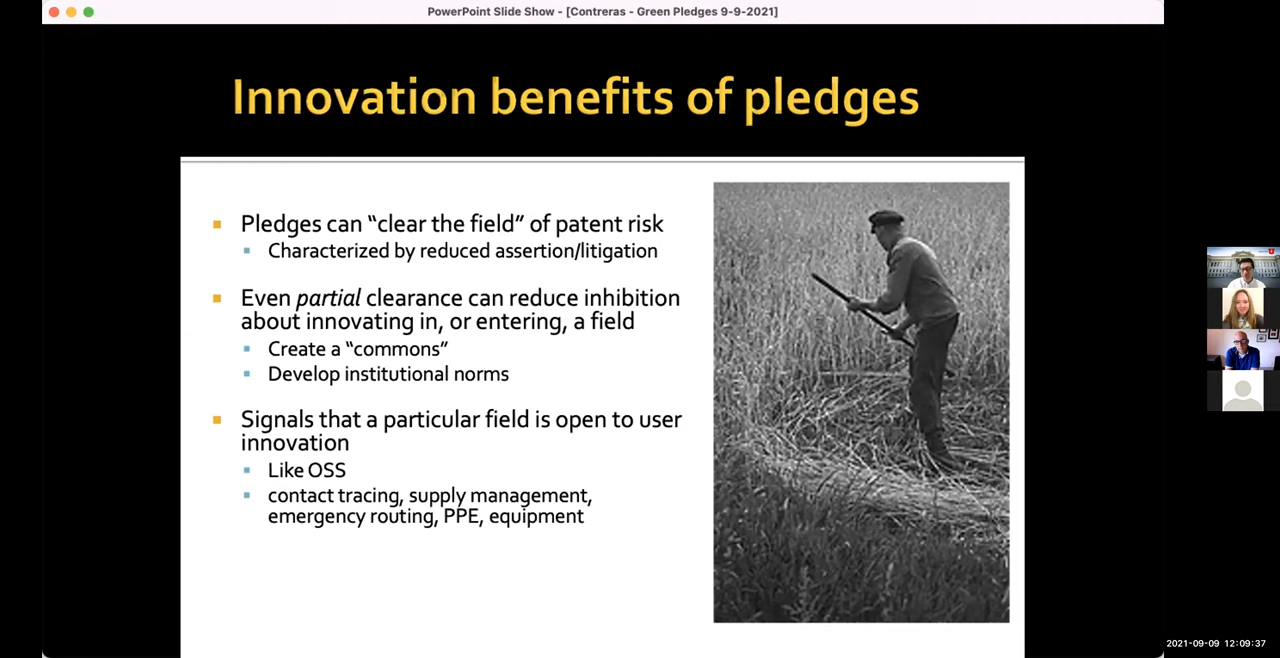 PowerPoint Slide Show - [Contreras - Green Pledges 9-9-2021]
Innovation benefits of pledges
Pledges can “clear the field” of patent risk
Characterized by reduced assertion/litigation
Even partial clearance can reduce inhibition
about innovating in, or entering, a field
Create a “commons”
Develop institutional norms
Signals that a particular field is open to user
innovation
Like OSS
contact tracing, supply management,
emergency routing, PPE, equipment
2021-09-09 12:09:37